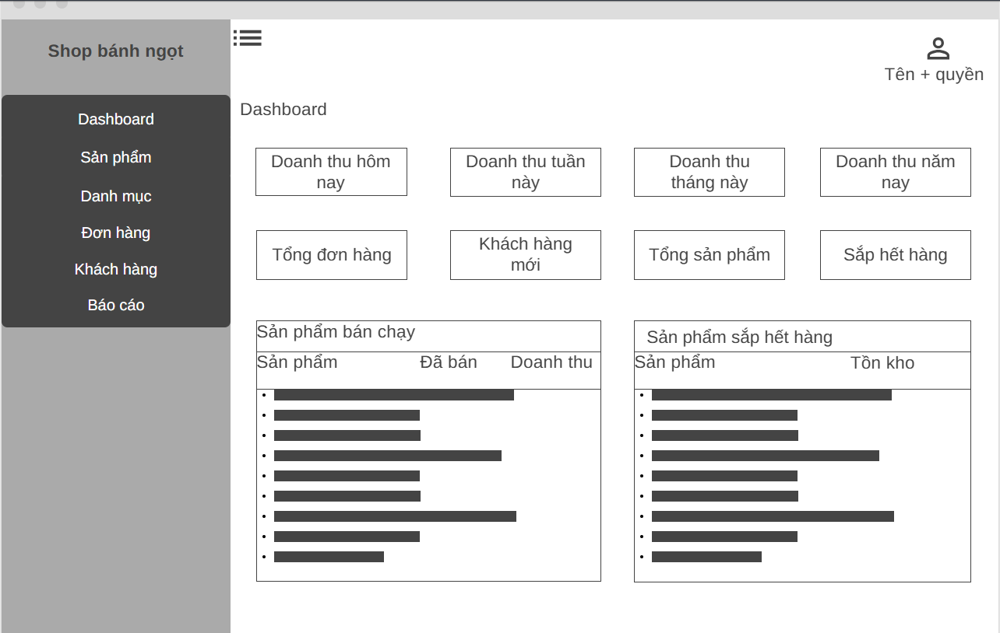 Shop bánh ngọt
Tên + quyền
Dashboard
Sản phẩm
Danh mục
Đơn hàng
Khách hàng
Báo cáo
Dashboard
Doanh thu hôm
nay
Doanh thu tuần
này
Doanh thu
tháng này
Doanh thu năm
nay
Tổng đơn hàng
Khách hàng
mới
Tổng sản phẩm
Sắp hết hàng
Sản phẩm bán chạy
Sản phẩm Đã bán Doanh thu
Sản phẩm sắp hết hàng
Sản phẩm Tồn kho